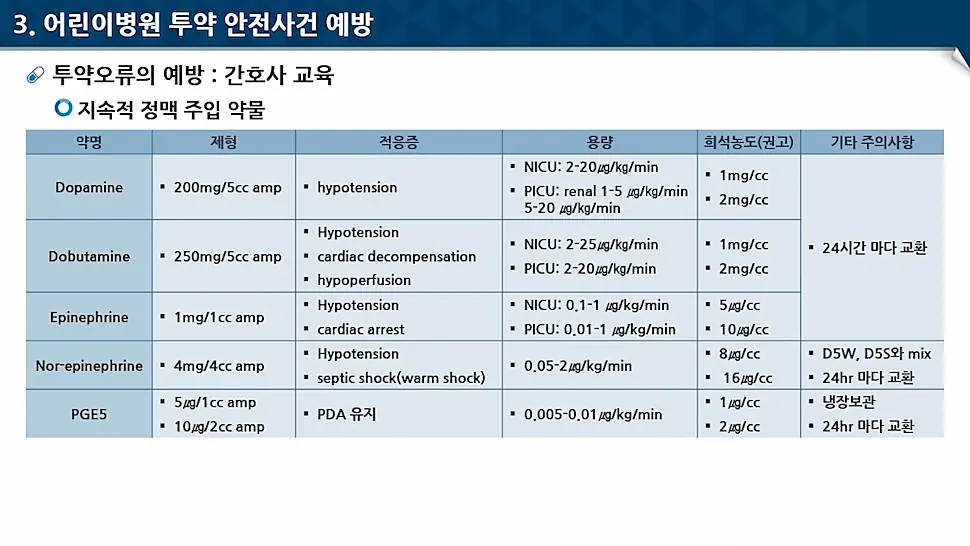 3. 어린이병원 투약 안전사건 예방
투약오류의 예방 : 간호사 교육
지속적 정맥 주입 약물
약명 제형 적응증 용량 희석농도(권고) 기타 주의사항
Dopamine
▪ 200mg/5cc amp
▪ hypotension
▪ NICU: 2-20㎍/㎏/min
▪ PICU: renal 1-5 ㎍/㎏/min
5-20 ㎍/㎏/min
▪ 1mg/cc
▪ 2mg/cc
▪ 24시간 마다 교환
Dobutamine
▪ 250mg/5cc amp
▪ Hypotension
▪ cardiac decompensation
▪ hypoperfusion
▪ NICU: 2-25㎍/㎏/min
▪ PICU: 2-20㎍/㎏/min
▪ 1mg/cc
▪ 2mg/cc
Epinephrine
▪ 1mg/1cc amp
▪ Hypotension
▪ cardiac arrest
▪ NICU: 0.1-1 ㎍/kg/min
▪ PICU: 0.01-1 ㎍/kg/min
▪ 5㎍/cc
▪ 10㎍/cc
Nor-epinephrine
▪ 4mg/4cc amp
▪ Hypotension
▪ septic shock(warm shock)
▪ 0.05-2㎍/kg/min
▪ 8㎍/cc
▪ 16㎍/cc
▪ D5W, D5S와 mix
▪ 24hr 마다 교환
PGE5
▪ 5㎍/1cc amp
▪ 10㎍/2cc amp
▪ PDA 유지
▪ 0.005-0.01㎍/kg/min
▪ 1㎍/cc
▪ 2㎍/cc
▪ 냉장보관
▪ 24hr 마다 교환